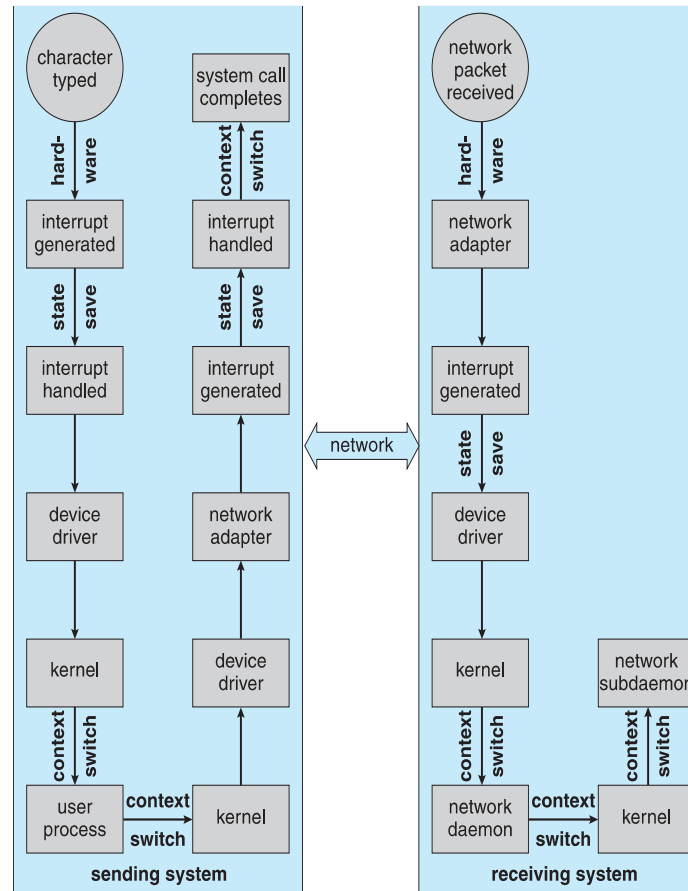 character
typed
hard-
ware
interrupt
generated
state
save
interrupt
handled
device
driver
kernel
context
switch
user
process
context
switch
kernel
device
driver
network
adapter
interrupt
generated
state
save
interrupt
handled
context
switch
system call
completes
sending system
network
network
packet
received
hard-
ware
network
adapter
interrupt
generated
state
save
device
driver
kernel
context
switch
network
daemon
context
switch
kernel
context
switch
network
subdaemon
receiving system